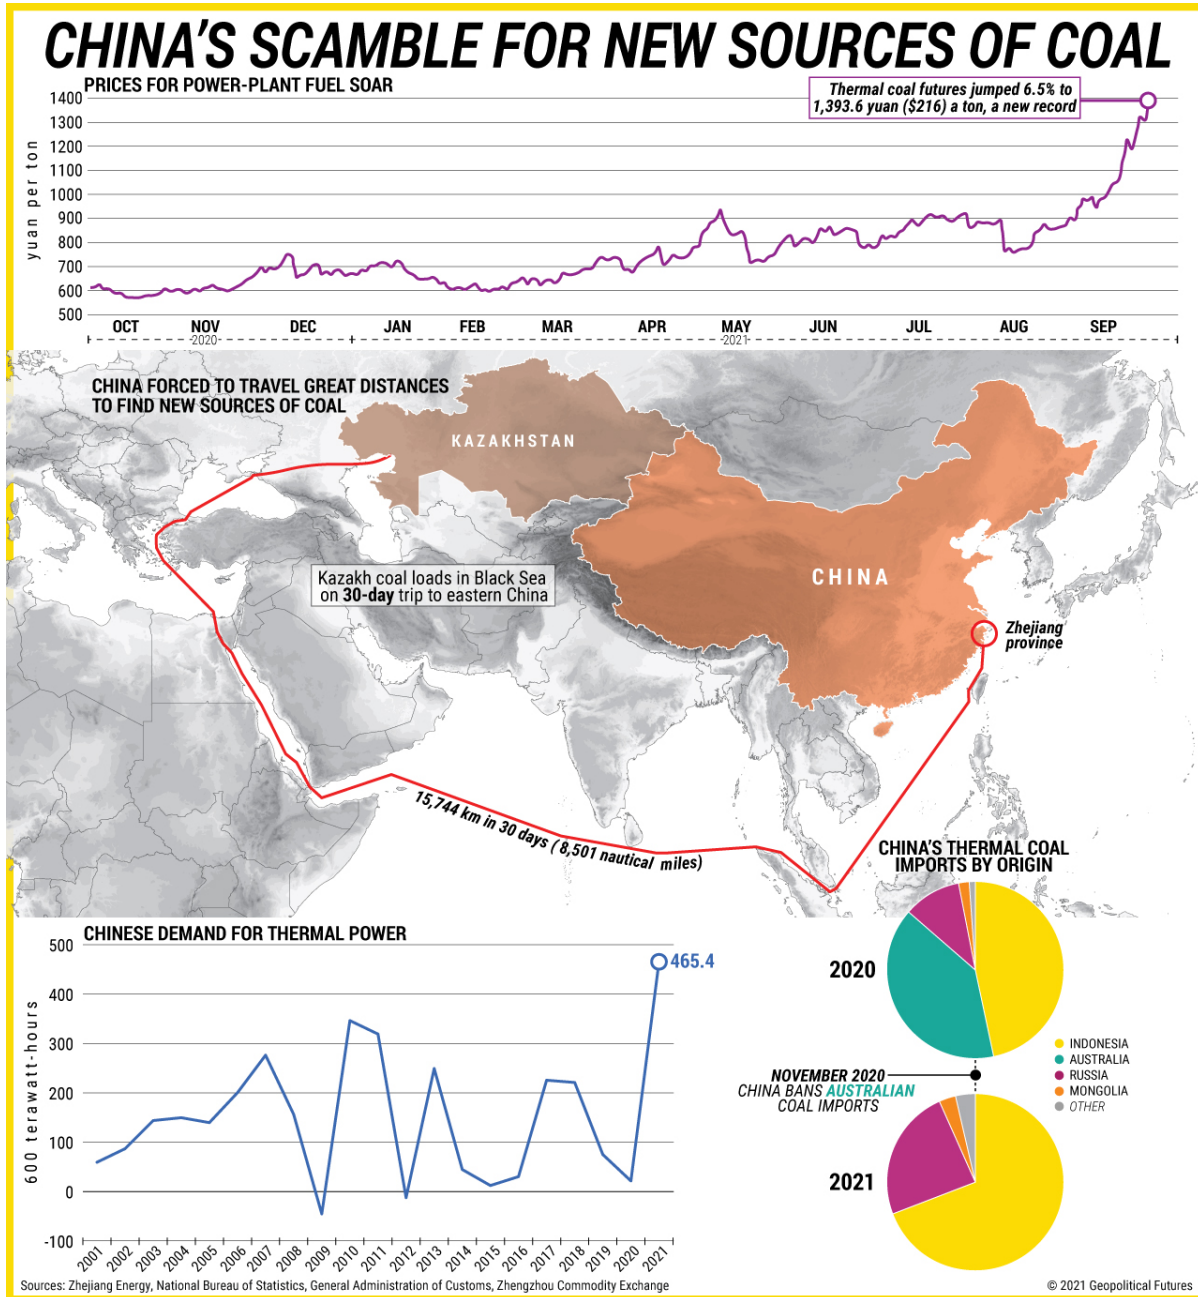 CHINA'S SCAMBLE FOR NEW SOURCES OF COAL
PRICES FOR POWER-PLANT FUEL SOAR
Thermal coal futures jumped 6.5% to
1,393.6 yuan ($216) a ton, a new record
yuan per ton
1400
1300
1200
1100
1000
900
800
700
600
500
OCT NOV DEC JAN FEB MAR APR MAY JUN JUL AUG SEP
2020 2021
CHINA FORCED TO TRAVEL GREAT DISTANCES
TO FIND NEW SOURCES OF COAL
KAZAKHSTAN
Kazakh coal loads in Black Sea
on 30-day trip to eastern China
CHINA
Zhejiang
province
15,744 km in 30 days (8,501 nautical miles)
CHINA'S THERMAL COAL
IMPORTS BY ORIGIN
2020
INDONESIA
AUSTRALIA
RUSSIA
MONGOLIA
OTHER
NOVEMBER 2020
CHINA BANS AUSTRALIAN
COAL IMPORTS
2021
CHINESE DEMAND FOR THERMAL POWER
600 terawatt-hours
500
400
300
200
100
0
-100
465.4
2001 2002 2003 2004 2005 2006 2007 2008 2009 2010 2011 2012 2013 2014 2015 2016 2017 2018 2019 2020 2021
Sources: Zhejiang Energy, National Bureau of Statistics, General Administration of Customs, Zhengzhou Commodity Exchange
© 2021 Geopolitical Futures